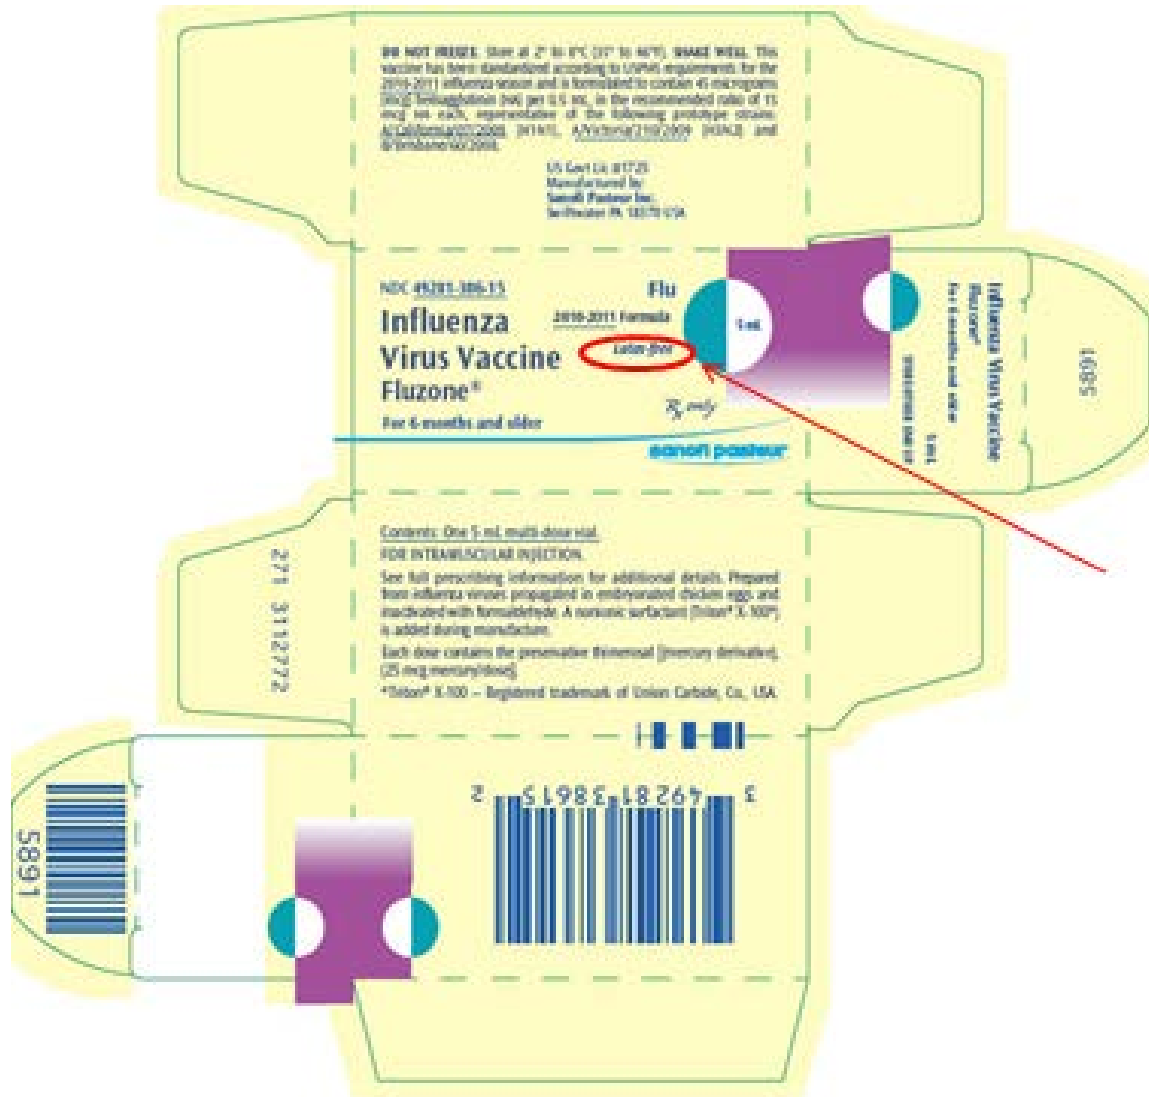 DO NOT FREEZE. Store at 2° to 8°C (35° to 46°F). SHAKE WELL. This
vaccine has been standardized according to USPHS requirements for the
2010-2011 influenza season and is formulated to contain 45 micrograms
(mcg) hemagglutinin (HA) per 0.5 mL, in the recommended ratio of 15
mcg HA each, representative of the following prototype strains:
A/California/07/2009 (H1N1), A/Victoria/210/2009 (H3N2) and
B/Brisbane/60/2008.
US Govt Lic #1725
Manufactured by:
Sanofi Pasteur Inc.
Swiftwater PA 18370 USA
NDC 49281-386-15
Flu
Influenza
Virus Vaccine
Fluzone®
2010-2011 Formula
Latex-free
5 mL
For 6 months and older
Rx only
sanofi pasteur
Influenza Virus Vaccine
Fluzone®
For 6 months and older
5 mL
5891
Contents: One 5 mL multi-dose vial.
FOR INTRAMUSCULAR INJECTION.
See full prescribing information for additional details. Prepared
from influenza viruses propagated in embryonated chicken eggs and
inactivated with formaldehyde. A nonionic surfactant (Triton® X-100*)
is added during manufacture.
Each dose contains the preservative thimerosal [(mercury derivative),
(25 mcg mercury/dose)].
*Triton® X-100 – Registered trademark of Union Carbide, Co., USA.
271 3112772
3 49281-38615 2
5891